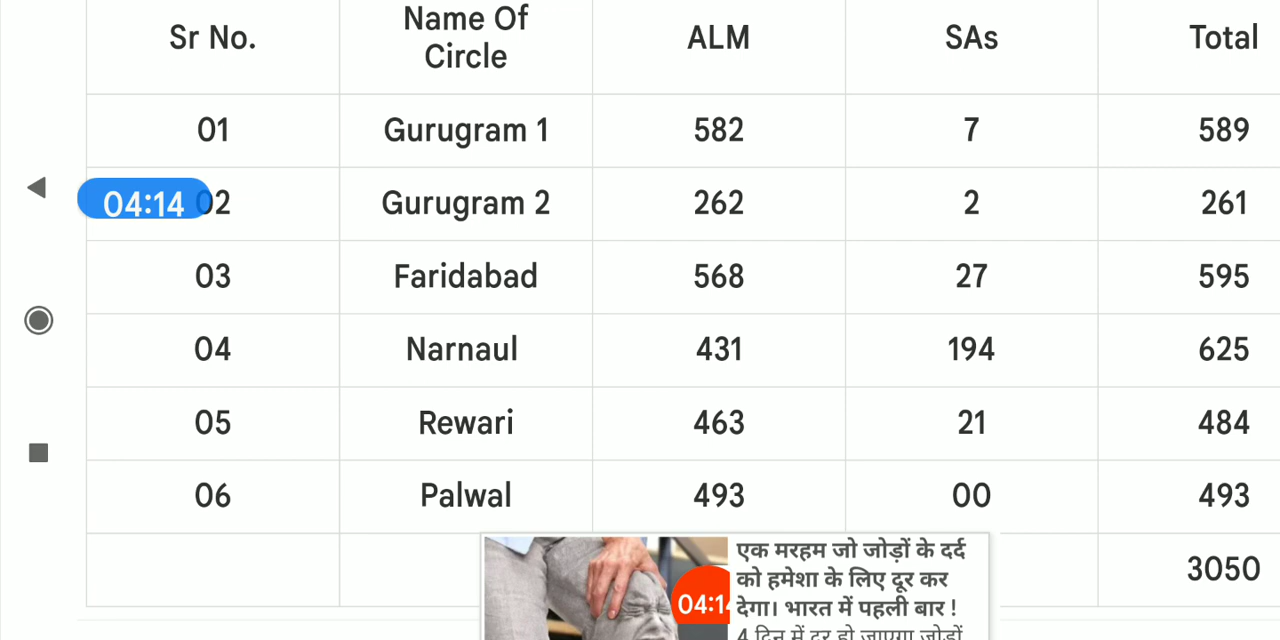 Sr No. Name Of Circle ALM SAs Total
01 Gurugram 1 582 7 589
04:14 02 Gurugram 2 262 2 261
03 Faridabad 568 27 595
04 Narnaul 431 194 625
05 Rewari 463 21 484
06 Palwal 493 00 493
3050
एक मरहम जो जोड़ों के दर्द
को हमेशा के लिए दूर कर
04:14 देगा। भारत में पहली बार !
4 दिन में दूर हो जाएगा जोड़ों